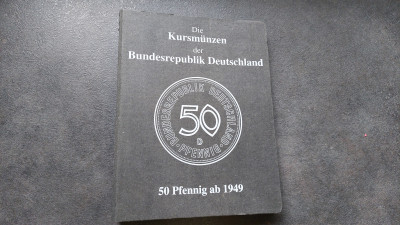 Die
Kursmünzen
der
Bundesrepublik Deutschland
BUNDESREPUBLIK DEUTSCHLAND
50
D
PFENNIG
50 Pfennig ab 1949